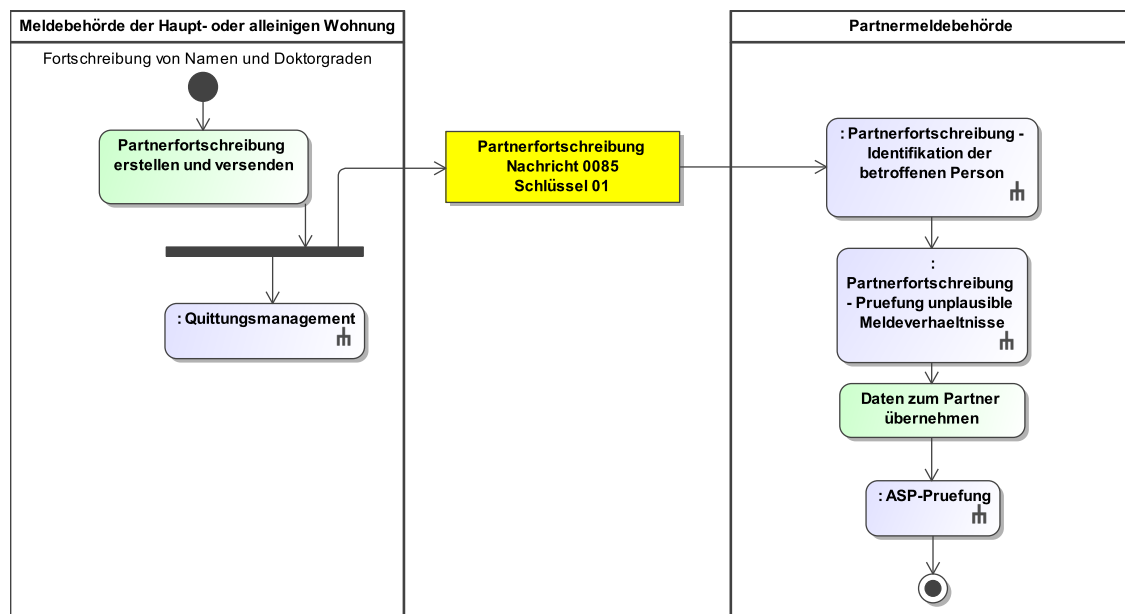 Meldebehörde der Haupt- oder alleinigen Wohnung
Fortschreibung von Namen und Doktorgraden
Partnerfortschreibung
erstellen und versenden
: Quittungsmanagement
Partnerfortschreibung
Nachricht 0085
Schlüssel 01
Partnermeldebehörde
: Partnerfortschreibung -
Identifikation der
betroffenen Person
:
Partnerfortschreibung
- Pruefung unplausible
Meldeverhaeltnisse
Daten zum Partner
übernehmen
: ASP-Pruefung